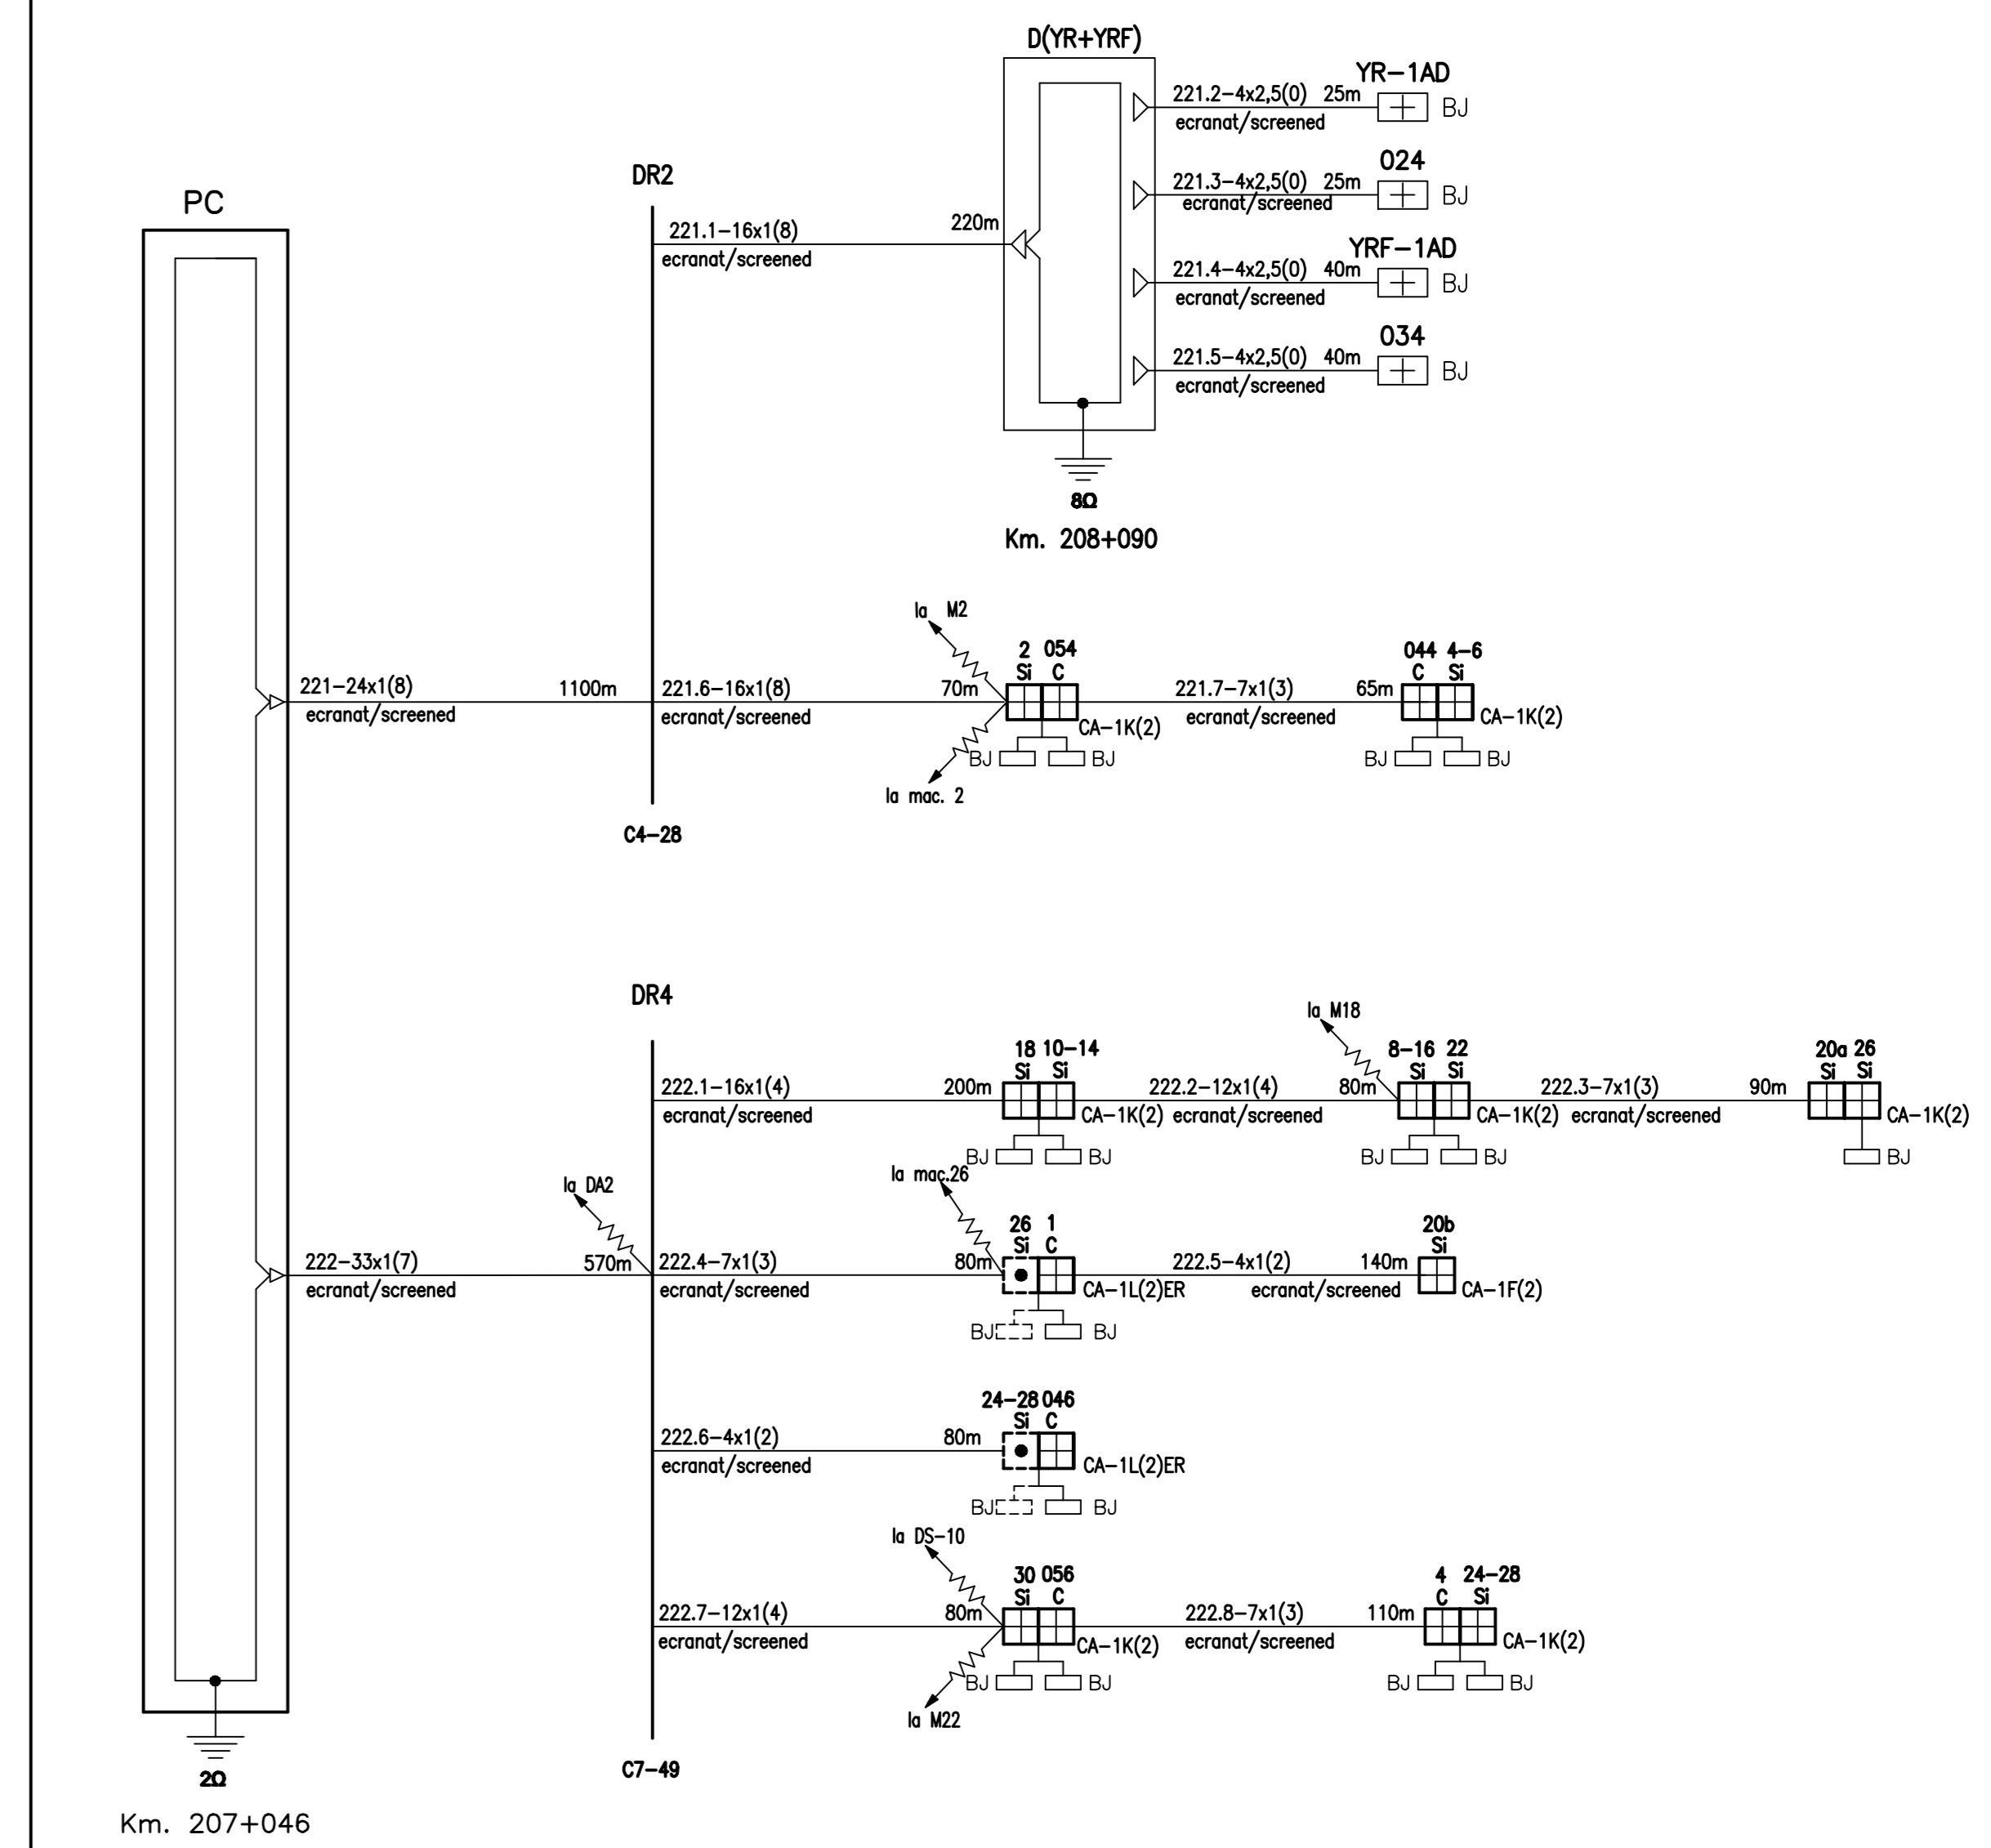 D(YR+YRF)
YR-1AD
221.2-4x2,5(0) 25m
BJ
ecranat/screened
024
221.3-4x2,5(0) 25m
BJ
ecranat/screened
DR2
PC
221.1-16x1(8) 220m
ecranat/screened
YRF-1AD
221.4-4x2,5(0) 40m
BJ
ecranat/screened
034
221.5-4x2,5(0) 40m
BJ
ecranat/screened
8Ω
Km. 208+090
la M2
2 054
Si C
044 4-6
C Si
221-24x1(8) 1100m
ecranat/screened
221.6-16x1(8) 70m
ecranat/screened
CA-1K(2)
221.7-7x1(3) 65m
ecranat/screened
CA-1K(2)
BJ BJ
BJ BJ
la mac. 2
C4-28
DR4
la M18
18 10-14
Si Si
8-16 22
Si Si
20a 26
Si Si
222.1-16x1(4) 200m
ecranat/screened
CA-1K(2)
222.2-12x1(4) 80m
ecranat/screened
CA-1K(2)
222.3-7x1(3) 90m
ecranat/screened
CA-1K(2)
BJ BJ
BJ BJ
BJ
la DA2
la mac.26
26 1
Si C
20b
Si
222-33x1(7) 570m
ecranat/screened
222.4-7x1(3) 80m
ecranat/screened
CA-1L(2)ER
222.5-4x1(2) 140m
ecranat/screened
CA-1F(2)
BJ BJ
24-28 046
Si C
222.6-4x1(2) 80m
ecranat/screened
CA-1L(2)ER
BJ BJ
la DS-10
30 056
Si C
4 24-28
C Si
222.7-12x1(4) 80m
ecranat/screened
CA-1K(2)
222.8-7x1(3) 110m
ecranat/screened
CA-1K(2)
BJ BJ
BJ BJ
la M22
C7-49
2Ω
Km. 207+046